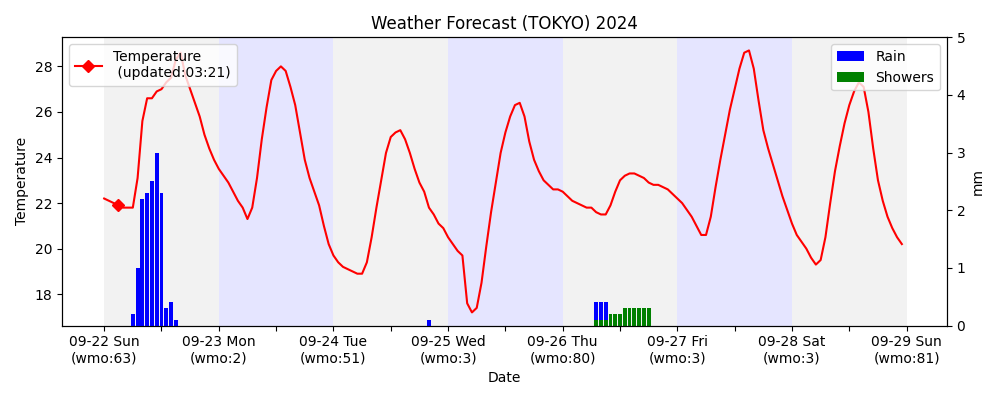 Weather Forecast (TOKYO) 2024
Temperature
(updated:03:21)
Rain
Showers
28
26
24
22
20
18
Temperature
5
4
3
2
1
0
mm
09-22 Sun
(wmo:63)
09-23 Mon
(wmo:2)
09-24 Tue
(wmo:51)
09-25 Wed
(wmo:3)
09-26 Thu
(wmo:80)
09-27 Fri
(wmo:3)
09-28 Sat
(wmo:3)
09-29 Sun
(wmo:81)
Date